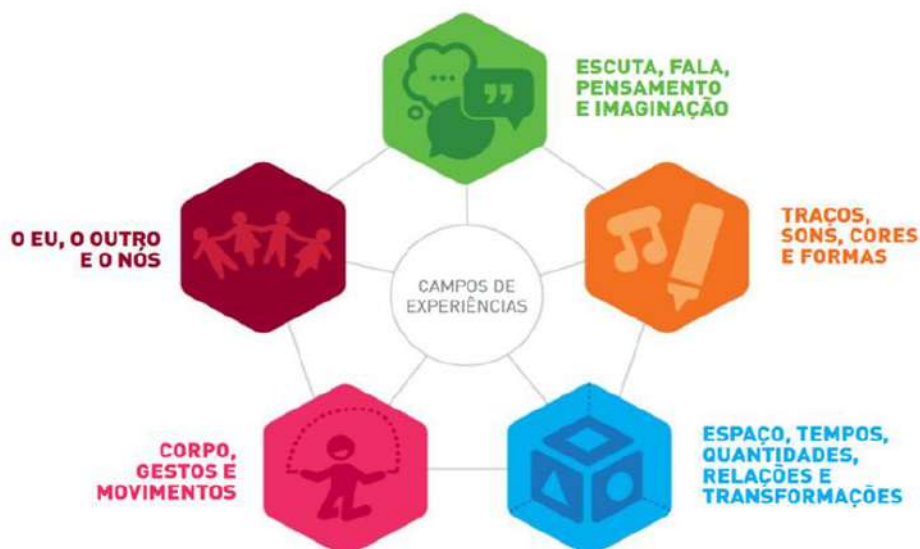 ESCUTA, FALA,
PENSAMENTO
E IMAGINAÇÃO
O EU, O OUTRO
E O NÓS
TRAÇOS,
SONS, CORES
E FORMAS
CAMPOS DE
EXPERIÊNCIAS
CORPO,
GESTOS E
MOVIMENTOS
ESPAÇO, TEMPOS,
QUANTIDADES,
RELAÇÕES E
TRANSFORMAÇÕES